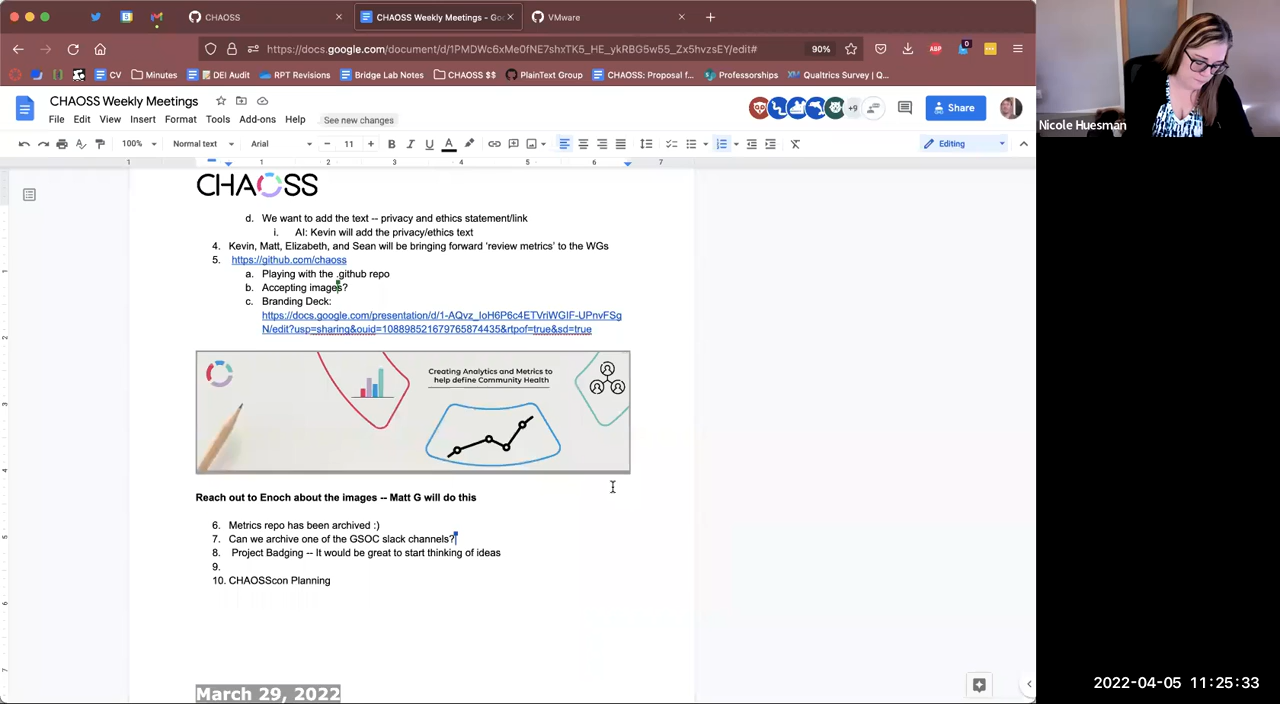 CHAOSS
CHAOSS Weekly Meetings - Goo
VMware
https://docs.google.com/document/d/1PMDWc6xMe0fNE7shxTK5_HE_ykRBG5w55_Zx5hvzsEY/edit#
90%
CV
Minutes
DEI Audit
RPT Revisions
Bridge Lab Notes
CHAOSS $$
PlainText Group
CHAOSS: Proposal f...
Professorships
Qualtrics Survey | Q...
CHAOSS Weekly Meetings
File Edit View Insert Format Tools Add-ons Help See new changes
+9
Share
100% Normal text Arial 11
Editing
CHAOSS
d. We want to add the text -- privacy and ethics statement/link
i. AI: Kevin will add the privacy/ethics text
4. Kevin, Matt, Elizabeth, and Sean will be bringing forward 'review metrics' to the WGs
5. https://github.com/chaoss
a. Playing with the .github repo
b. Accepting images?
c. Branding Deck:
https://docs.google.com/presentation/d/1-AQvz_IoH6P6c4ETVriWGIF-UPnvFSg
N/edit?usp=sharing&ouid=108898521679765874435&rtpof=true&sd=true
Creating Analytics and Metrics to
help define Community Health
Reach out to Enoch about the images -- Matt G will do this
6. Metrics repo has been archived :)
7. Can we archive one of the GSOC slack channels?
8. Project Badging -- It would be great to start thinking of ideas
9.
10. CHAOSScon Planning
March 29, 2022
Nicole Huesman
2022-04-05 11:25:33